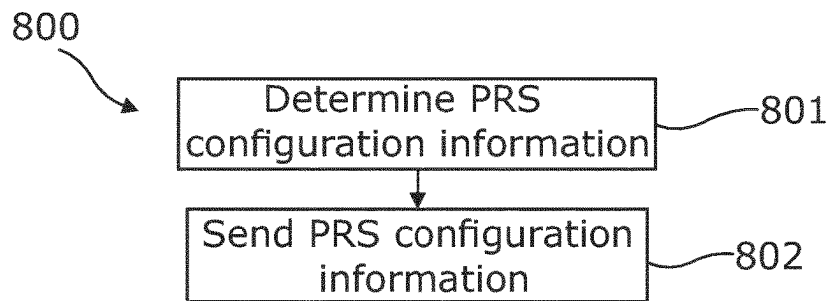 800
Determine PRS
configuration information
801
Send PRS configuration
information
802